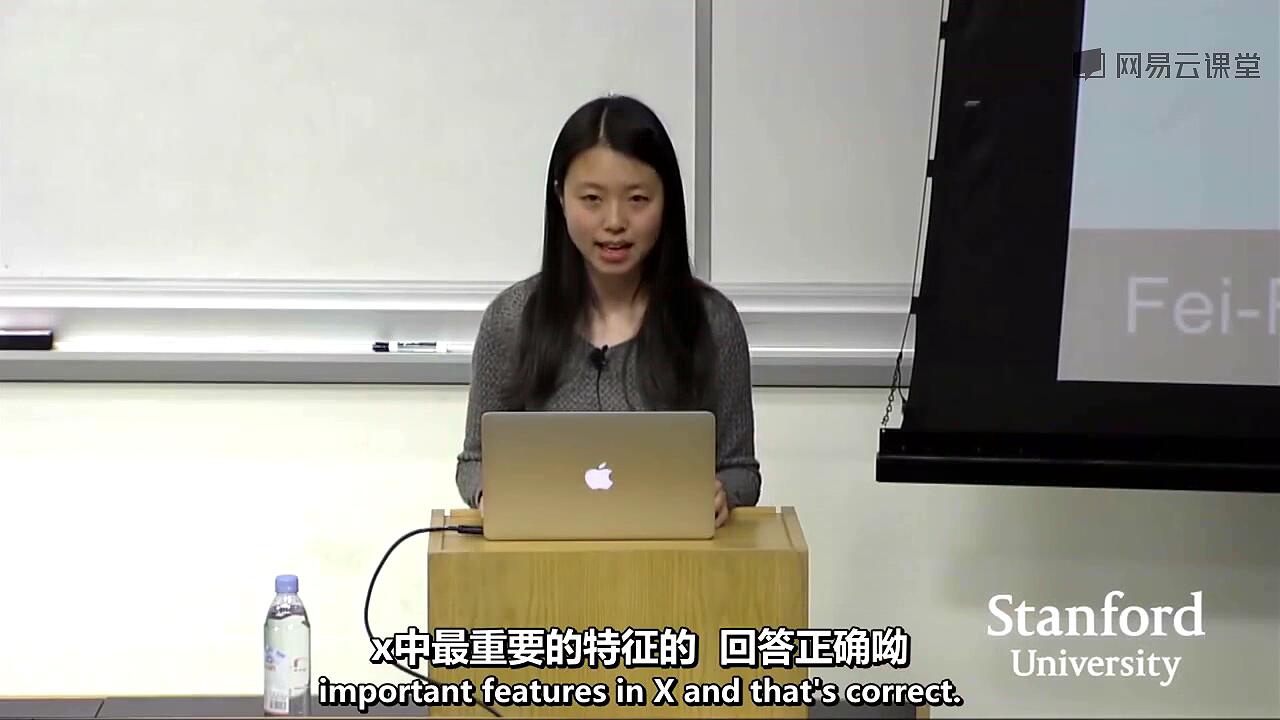 网易云课堂
Fei-F
Stanford
University
x中最重要的特征的 回答正确呦
important features in X and that's correct.